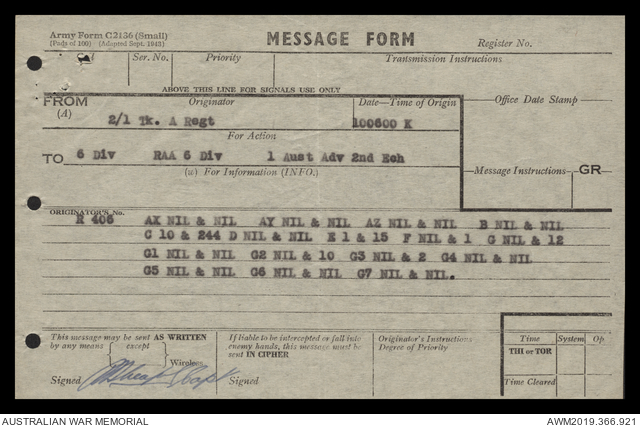 Army Form C2136 (Small)
(Pads of 100) (Adapted Sept. 1943)
MESSAGE FORM
Register No.
Call Ser. No. Priority Transmission Instructions
ABOVE THIS LINE FOR SIGNALS USE ONLY
FROM Originator Date—Time of Origin Office Date Stamp
(A)
2/1 Tk. A Regt 100600 K
For Action
TO 6 Div RAA 6 Div 1 Aust Adv 2nd Ech
(w) For Information (INFO.) Message Instructions GR
ORIGINATOR'S No.
R 406 AX NIL & NIL AY NIL & NIL AZ NIL & NIL B NIL & NIL
C 10 & 244 D NIL & NIL E 1 & 15 F NIL & 1 G NIL & 12
G1 NIL & NIL G2 NIL & 10 G3 NIL & 2 G4 NIL & NIL
G5 NIL & NIL G6 NIL & NIL G7 NIL & NIL.
This message may be sent AS WRITTEN
by any means except
Wireless
Signed Capt
If liable to be intercepted or fall into
enemy hands, this message must be
sent IN CIPHER
Signed
Originator's Instructions
Degree of Priority
Time System Op
THI or TOR
Time Cleared
AUSTRALIAN WAR MEMORIAL AWM2019.366.921